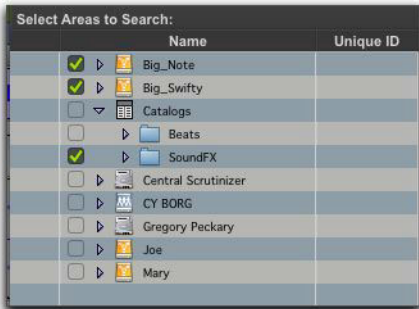 Select Areas to Search:
Name Unique ID
Big_Note
Big_Swifty
Catalogs
Beats
SoundFX
Central Scrutinizer
CY BORG
Gregory Peckary
Joe
Mary